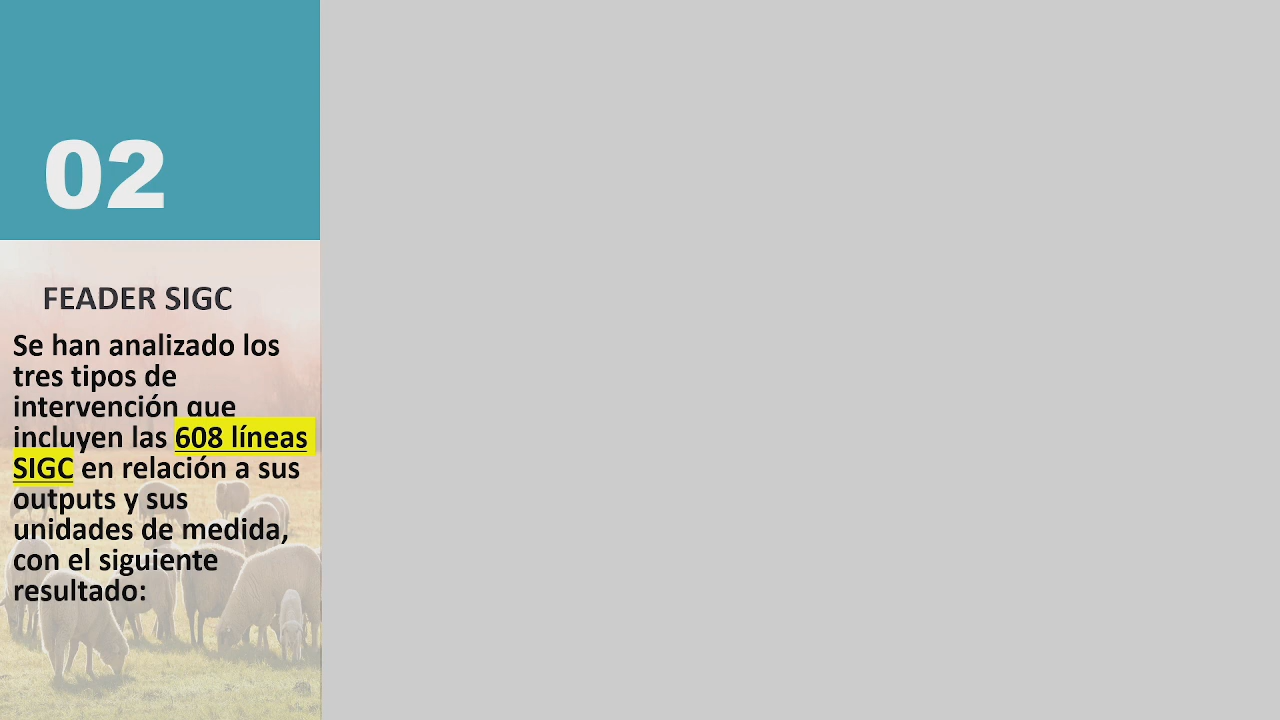 02
FEADER SIGC
Se han analizado los
tres tipos de
intervención que
incluyen las 608 líneas
SIGC en relación a sus
outputs y sus
unidades de medida,
con el siguiente
resultado: